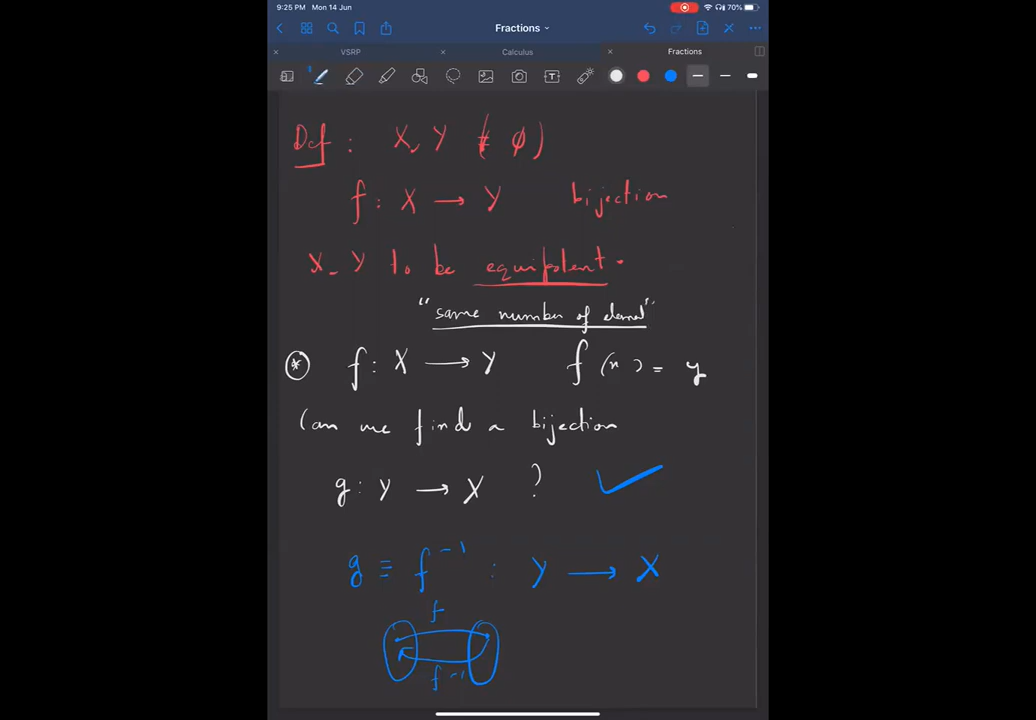 9:25 PM Mon 14 Jun 70%
Fractions
VSRP Calculus Fractions
Def : X, Y ( ≠ ∅ )
f : X → Y bijection
X, Y to be equipotent.
"same number of element"
* f : X → Y f(x) = y
Can we find a bijection
g : Y → X ? ✓
g ≡ f⁻¹ : Y → X
f
f⁻¹